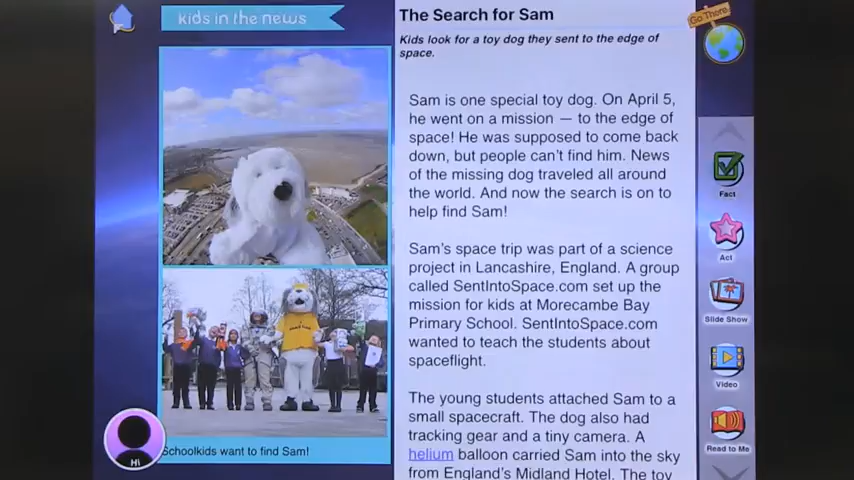 kids in the news
The Search for Sam
Go There.
Kids look for a toy dog they sent to the edge of
space.
Sam is one special toy dog. On April 5,
he went on a mission — to the edge of
space! He was supposed to come back
down, but people can't find him. News
of the missing dog traveled all around
the world. And now the search is on to
help find Sam!
Sam's space trip was part of a science
project in Lancashire, England. A group
called SentIntoSpace.com set up the
mission for kids at Morecambe Bay
Primary School. SentIntoSpace.com
wanted to teach the students about
spaceflight.
The young students attached Sam to a
small spacecraft. The dog also had
tracking gear and a tiny camera. A
helium balloon carried Sam into the sky
from England's Midland Hotel. The toy
Schoolkids want to find Sam!
Hi
Fact
Act
Slide Show
Video
Read to Me